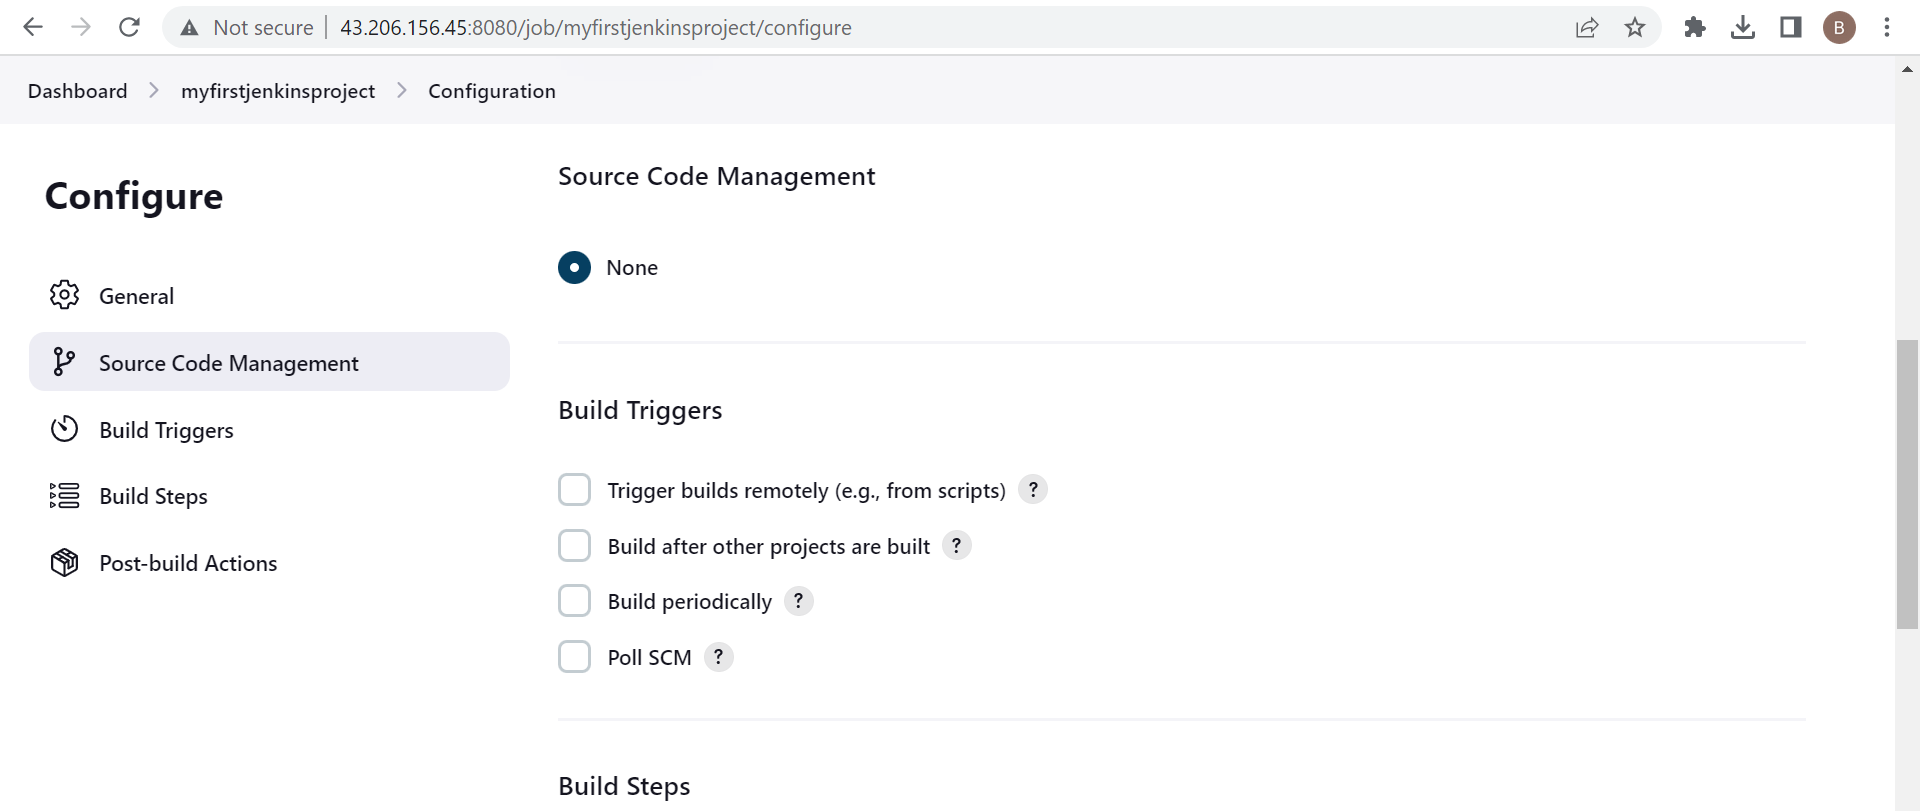 Not secure | 43.206.156.45:8080/job/myfirstjenkinsproject/configure
B
Dashboard > myfirstjenkinsproject > Configuration
Configure
General
Source Code Management
Build Triggers
Build Steps
Post-build Actions
Source Code Management
None
Build Triggers
Trigger builds remotely (e.g., from scripts) ?
Build after other projects are built ?
Build periodically ?
Poll SCM ?
Build Steps